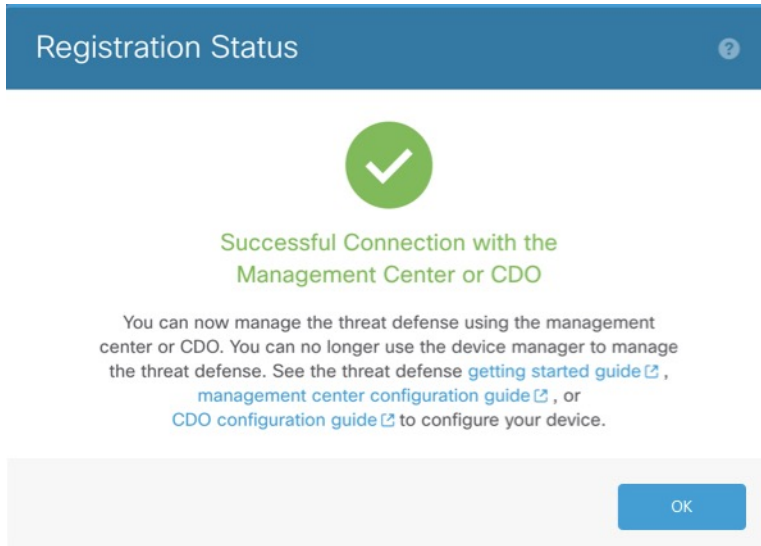 Registration Status
?
Successful Connection with the
Management Center or CDO
You can now manage the threat defense using the management
center or CDO. You can no longer use the device manager to manage
the threat defense. See the threat defense getting started guide ,
management center configuration guide , or
CDO configuration guide to configure your device.
OK